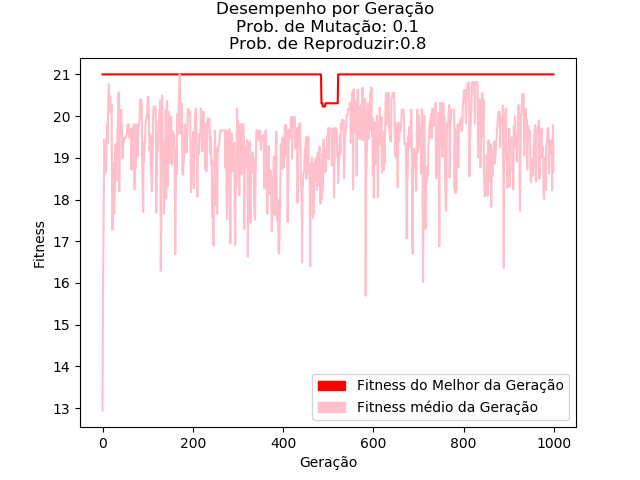 Desempenho por Geração
Prob. de Mutação: 0.1
Prob. de Reproduzir:0.8
21
20
19
18
17
16
15
14
13
Fitness
Fitness do Melhor da Geração
Fitness médio da Geração
0 200 400 600 800 1000
Geração